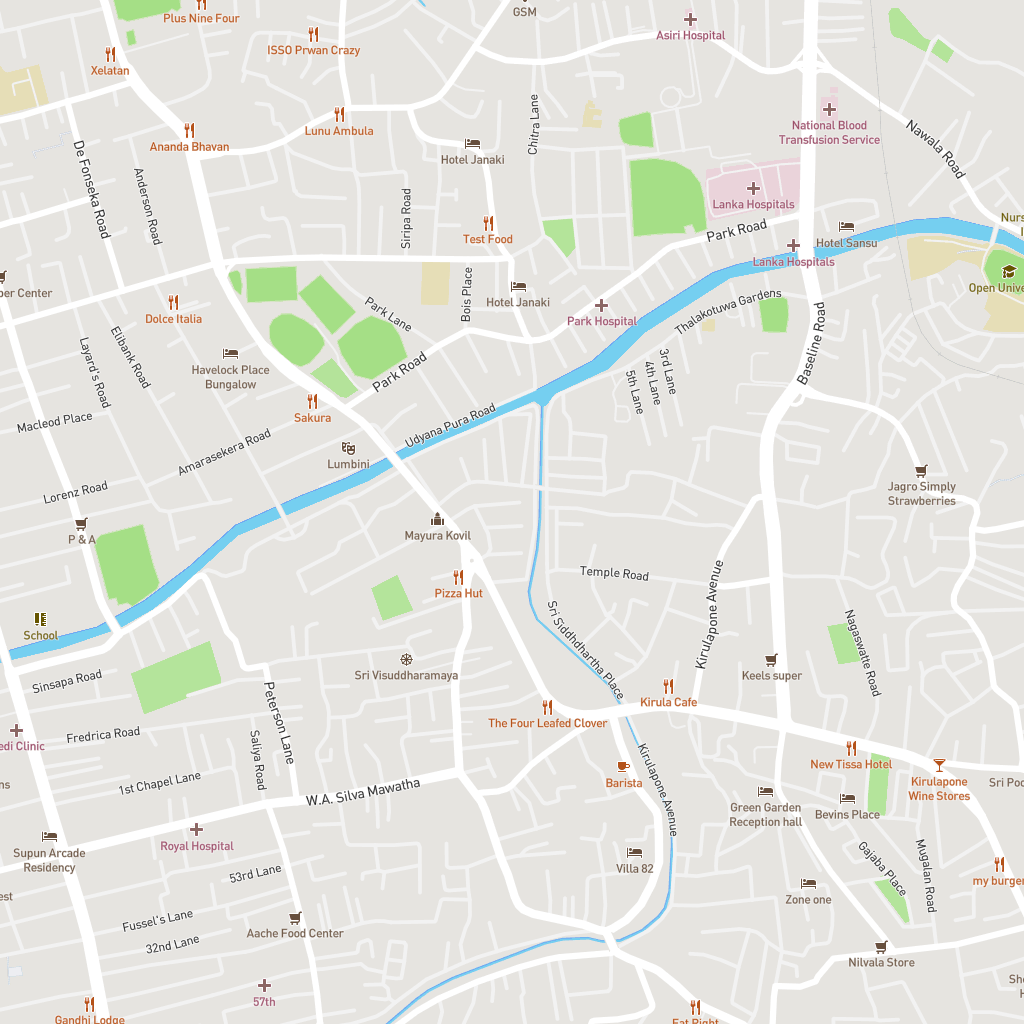 Plus Nine Four
GSM
ISSO Prwan Crazy
Asiri Hospital
Xelatan
Lunu Ambula
Ananda Bhavan
Chitra Lane
National Blood
Transfusion Service
Nawala Road
De Fonseka Road
Anderson Road
Hotel Janaki
Siripa Road
Lanka Hospitals
Test Food
Park Road
Hotel Sansu
Lanka Hospitals
Open
Dolce Italia
Bois Place
Hotel Janaki
Park Lane
Park Hospital
Thalakotuwa Gardens
Baseline Road
Elibank Road
Layard's Road
Havelock Place
Bungalow
Park Road
3rd Lane
4th Lane
5th Lane
Macleod Place
Sakura
Udyana Pura Road
Amarasekera Road
Lumbini
Lorenz Road
Jagro Simply
Strawberries
P & A
Mayura Kovil
Pizza Hut
Temple Road
Kirulapone Avenue
School
Sri Siddhdhartha Place
Nagaswatte Road
Sinsapa Road
Sri Visuddharamaya
Keels super
Peterson Lane
Kirula Cafe
The Four Leafed Clover
Fredrica Road
Clinic
Saliya Road
1st Chapel Lane
W.A. Silva Mawatha
Barista
Kirulapone Avenue
New Tissa Hotel
Kirulapone
Wine Stores
Sri
Green Garden
Reception hall
Bevins Place
Royal Hospital
Supun Arcade
Residency
53rd Lane
Villa 82
Gajaba Place
Mugalan Road
my burger
Zone one
Fussel's Lane
32nd Lane
Aache Food Center
Nilvala Store
57th
Gandhi Lodge
Eat Right